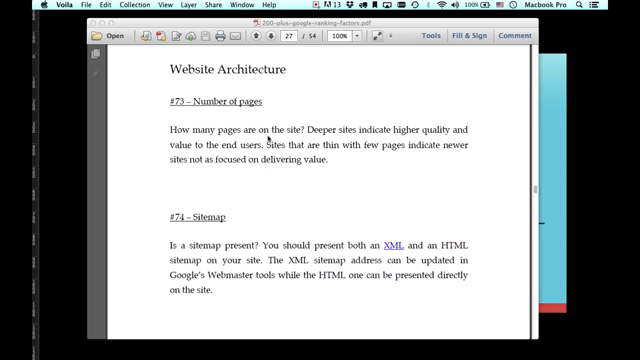 Voila File Edit Collection View Document Window Help 13 4 100% Macbook Pro
200-plus-google-ranking-factors.pdf
Open 27 / 54 100% Tools Fill & Sign Comment
Website Architecture
#73 – Number of pages
How many pages are on the site? Deeper sites indicate higher quality and
value to the end users. Sites that are thin with few pages indicate newer
sites not as focused on delivering value.
#74 – Sitemap
Is a sitemap present? You should present both an XML and an HTML
sitemap on your site. The XML sitemap address can be updated in
Google's Webmaster tools while the HTML one can be presented directly
on the site.